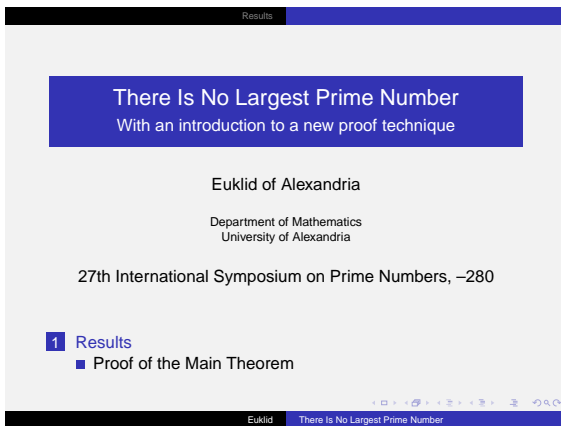 Results
There Is No Largest Prime Number
With an introduction to a new proof technique
Euklid of Alexandria
Department of Mathematics
University of Alexandria
27th International Symposium on Prime Numbers, –280
1 Results
Proof of the Main Theorem
Euklid There Is No Largest Prime Number